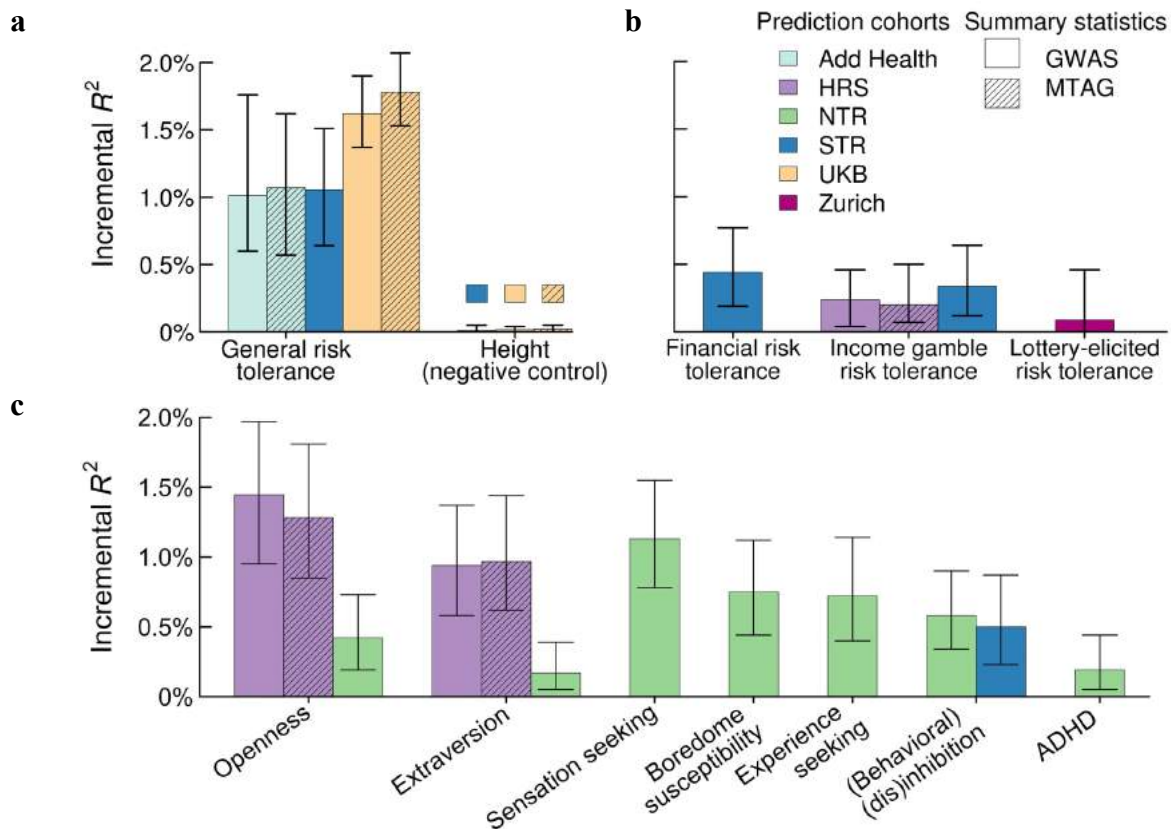 a
Incremental R²
2.0%
1.5%
1.0%
0.5%
0%
General risk
tolerance
Height
(negative control)
b
Prediction cohorts
Add Health
HRS
NTR
STR
UKB
Zurich
Summary statistics
GWAS
MTAG
Financial risk
tolerance
Income gamble
risk tolerance
Lottery-elicited
risk tolerance
c
Incremental R²
2.0%
1.5%
1.0%
0.5%
0%
Openness
Extraversion
Sensation seeking
Boredome
susceptibility
Experience
seeking
(Behavioral)
(dis)inhibition
ADHD